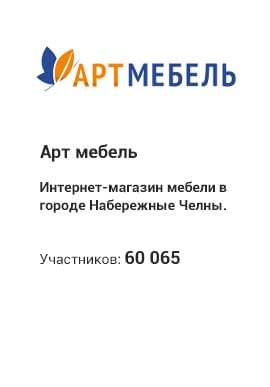 АРТМЕБЕЛЬ
Арт мебель
Интернет-магазин мебели в
городе Набережные Челны.
Участников: 60 065